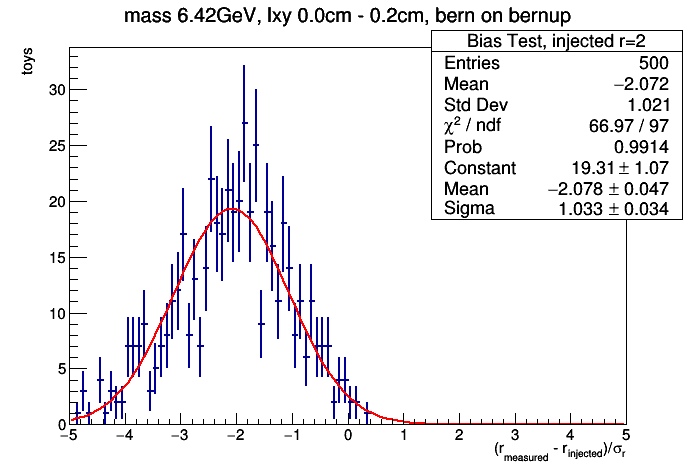 mass 6.42GeV, lxy 0.0cm - 0.2cm, bern on bernup
toys
Bias Test, injected r=2
Entries 500
Mean −2.072
Std Dev 1.021
χ² / ndf 66.97 / 97
Prob 0.9914
Constant 19.31 ± 1.07
Mean −2.078 ± 0.047
Sigma 1.033 ± 0.034
30
25
20
15
10
5
0
−5 −4 −3 −2 −1 0 1 2 3 4 5
(r_measured - r_injected)/σ_r